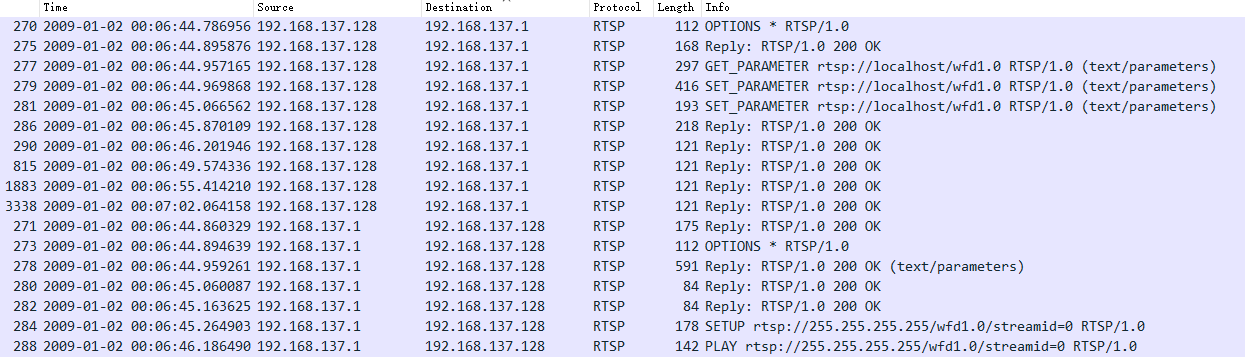 Time Source Destination Protocol Length Info
270 2009-01-02 00:06:44.786956 192.168.137.128 192.168.137.1 RTSP 112 OPTIONS * RTSP/1.0
275 2009-01-02 00:06:44.895876 192.168.137.128 192.168.137.1 RTSP 168 Reply: RTSP/1.0 200 OK
277 2009-01-02 00:06:44.957165 192.168.137.128 192.168.137.1 RTSP 297 GET_PARAMETER rtsp://localhost/wfd1.0 RTSP/1.0 (text/parameters)
279 2009-01-02 00:06:44.969868 192.168.137.128 192.168.137.1 RTSP 416 SET_PARAMETER rtsp://localhost/wfd1.0 RTSP/1.0 (text/parameters)
281 2009-01-02 00:06:45.066562 192.168.137.128 192.168.137.1 RTSP 193 SET_PARAMETER rtsp://localhost/wfd1.0 RTSP/1.0 (text/parameters)
286 2009-01-02 00:06:45.870109 192.168.137.128 192.168.137.1 RTSP 218 Reply: RTSP/1.0 200 OK
290 2009-01-02 00:06:46.201946 192.168.137.128 192.168.137.1 RTSP 121 Reply: RTSP/1.0 200 OK
815 2009-01-02 00:06:49.574336 192.168.137.128 192.168.137.1 RTSP 121 Reply: RTSP/1.0 200 OK
1883 2009-01-02 00:06:55.414210 192.168.137.128 192.168.137.1 RTSP 121 Reply: RTSP/1.0 200 OK
3338 2009-01-02 00:07:02.064158 192.168.137.128 192.168.137.1 RTSP 121 Reply: RTSP/1.0 200 OK
271 2009-01-02 00:06:44.860329 192.168.137.1 192.168.137.128 RTSP 175 Reply: RTSP/1.0 200 OK
273 2009-01-02 00:06:44.894639 192.168.137.1 192.168.137.128 RTSP 112 OPTIONS * RTSP/1.0
278 2009-01-02 00:06:44.959261 192.168.137.1 192.168.137.128 RTSP 591 Reply: RTSP/1.0 200 OK (text/parameters)
280 2009-01-02 00:06:45.060087 192.168.137.1 192.168.137.128 RTSP 84 Reply: RTSP/1.0 200 OK
282 2009-01-02 00:06:45.163625 192.168.137.1 192.168.137.128 RTSP 84 Reply: RTSP/1.0 200 OK
284 2009-01-02 00:06:45.264903 192.168.137.1 192.168.137.128 RTSP 178 SETUP rtsp://255.255.255.255/wfd1.0/streamid=0 RTSP/1.0
288 2009-01-02 00:06:46.186490 192.168.137.1 192.168.137.128 RTSP 142 PLAY rtsp://255.255.255.255/wfd1.0/streamid=0 RTSP/1.0